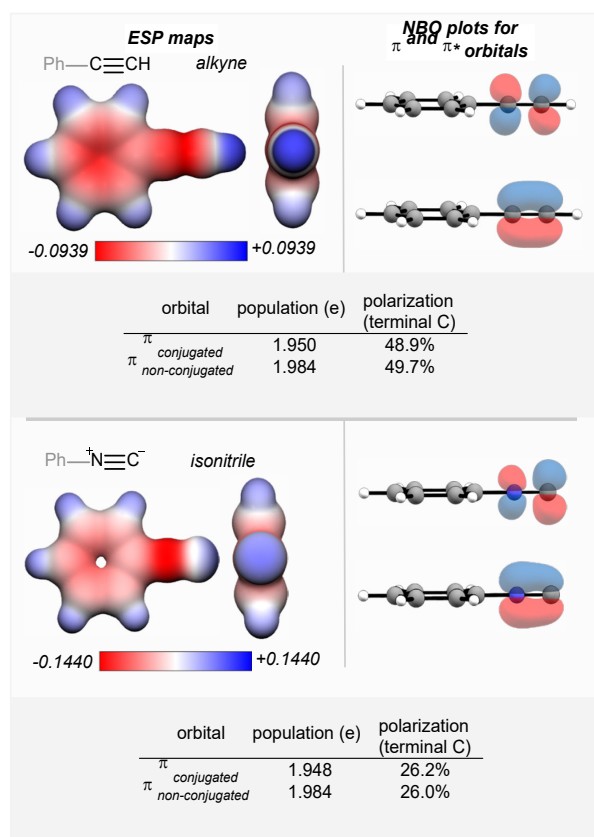 ESP maps
NBO plots for
π and π* orbitals
Ph—C≡CH alkyne
-0.0939 +0.0939
orbital population (e) polarization
(terminal C)
π conjugated 1.950 48.9%
π non-conjugated 1.984 49.7%
Ph—N⁺≡C⁻ isonitrile
-0.1440 +0.1440
orbital population (e) polarization
(terminal C)
π conjugated 1.948 26.2%
π non-conjugated 1.984 26.0%